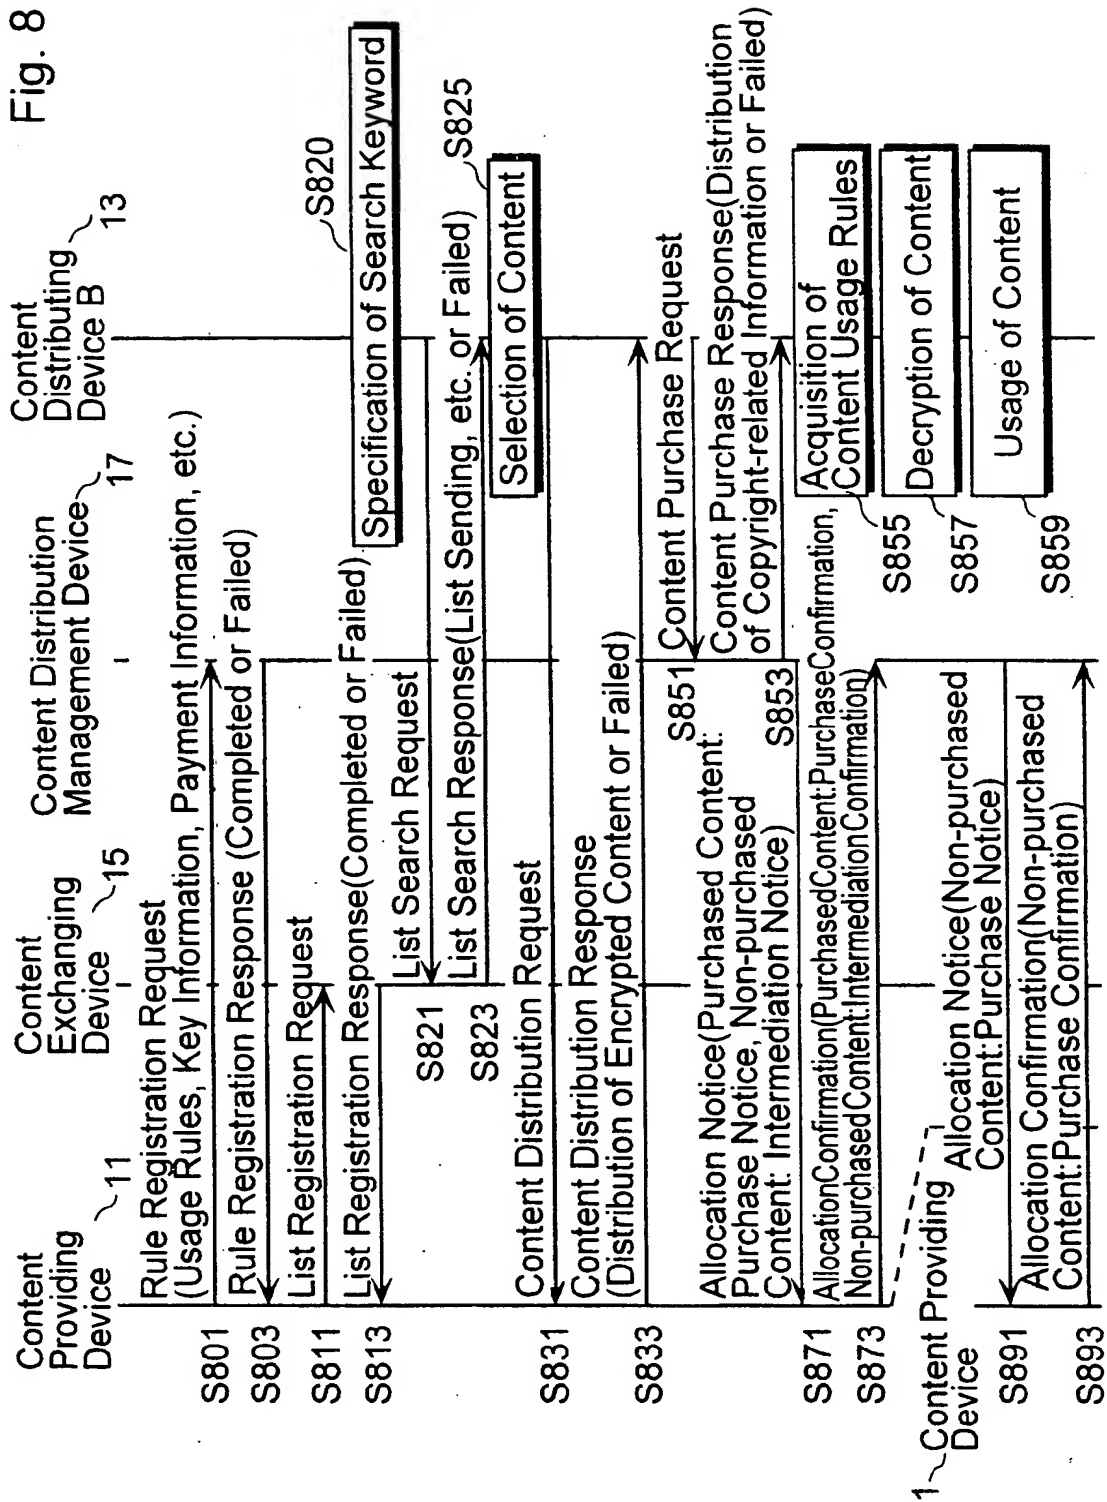 Fig. 8
Content
Providing
Device
11
Content
Exchanging
Device
15
Content Distribution
Management Device
17
Content
Distributing
Device B
13
S801
Rule Registration Request
(Usage Rules, Key Information, Payment Information, etc.)
S803
Rule Registration Response (Completed or Failed)
S811
List Registration Request
S813
List Registration Response(Completed or Failed)
S820
Specification of Search Keyword
S821
List Search Request
S823
List Search Response(List Sending, etc. or Failed)
S825
Selection of Content
S831
Content Distribution Request
S833
Content Distribution Response
(Distribution of Encrypted Content or Failed)
S851
Content Purchase Request
S853
Content Purchase Response(Distribution
of Copyright-related Information or Failed)
S871
Allocation Notice(Purchased Content:
Purchase Notice, Non-purchased
Content: Intermediation Notice)
S855
Acquisition of
Content Usage Rules
S873
AllocationConfirmation(PurchasedContent:PurchaseConfirmation,
Non-purchasedContent:IntermediationConfirmation)
S857
Decryption of Content
1
Content Providing
Device
S859
Usage of Content
S891
Allocation Notice(Non-purchased
Content:Purchase Notice)
S893
Allocation Confirmation(Non-purchased
Content:Purchase Confirmation)